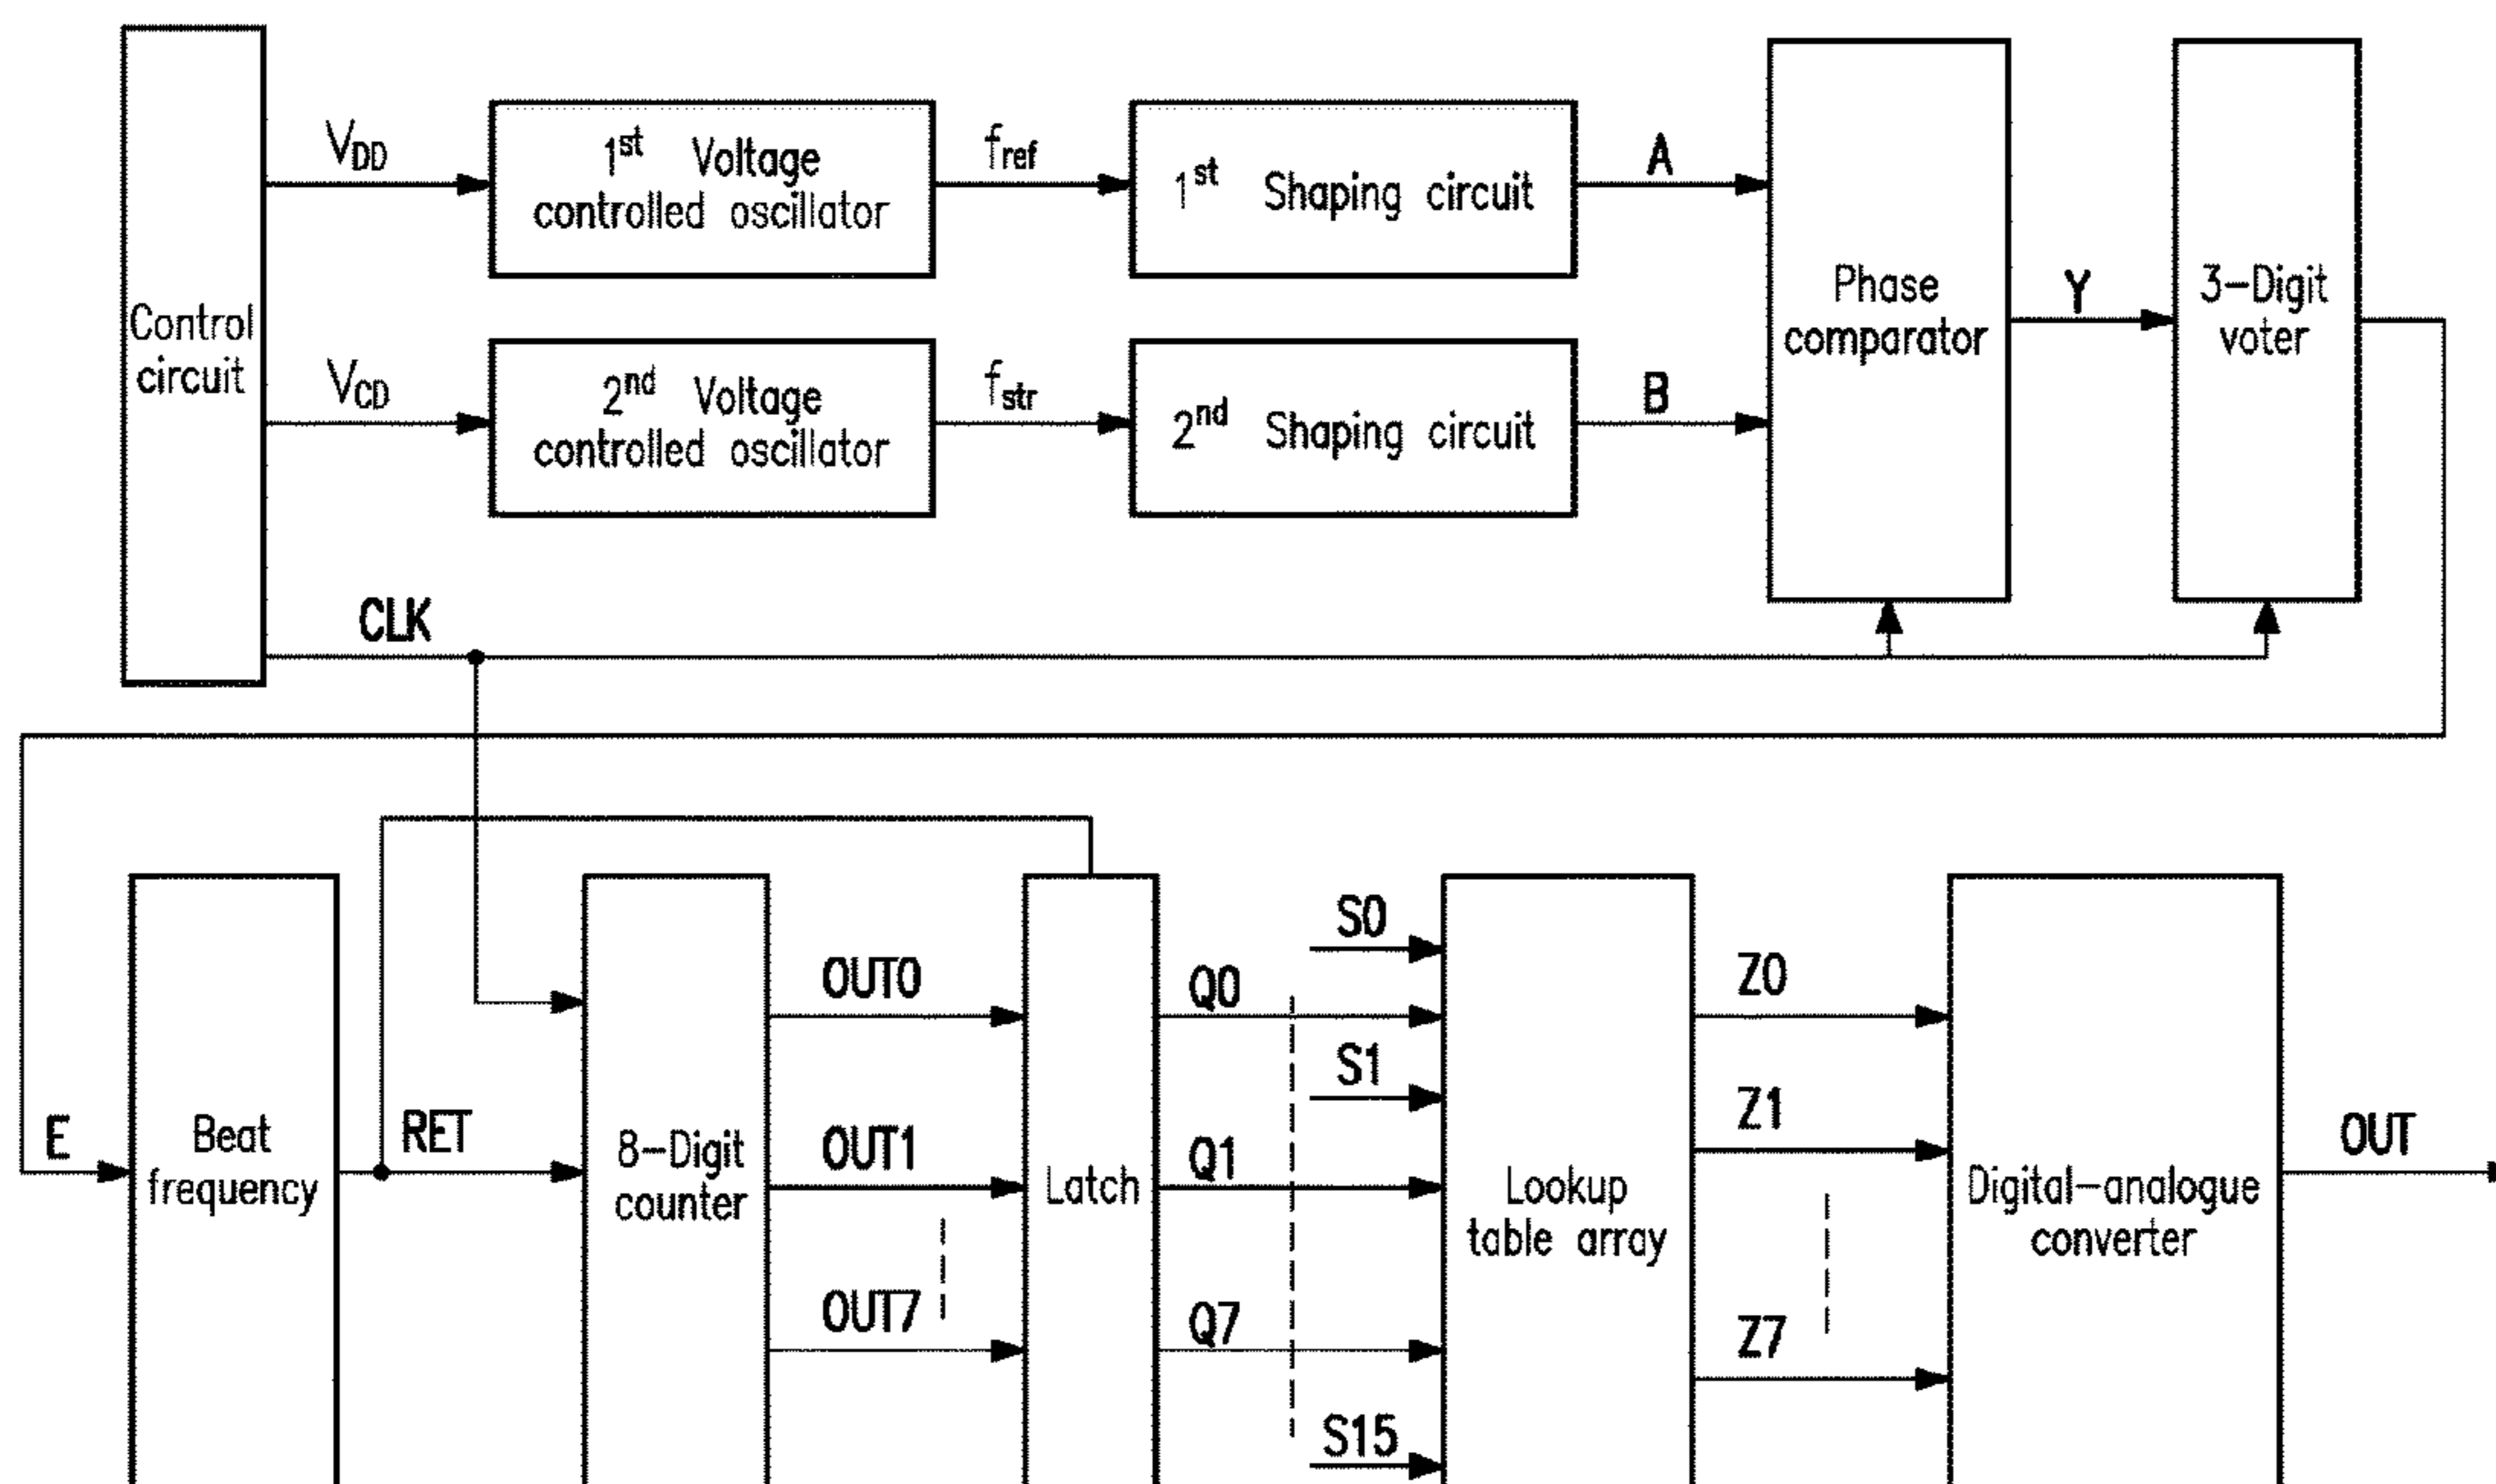 Control
circuit
VDD
1st Voltage
controlled oscillator
fref
1st Shaping circuit
A
VCD
2nd Voltage
controlled oscillator
fstr
2nd Shaping circuit
B
Phase
comparator
Y
3-Digit
voter
CLK
E
Beat
frequency
RET
8-Digit
counter
OUT0
OUT1
OUT7
Latch
Q0
Q1
Q7
S0
S1
S15
Lookup
table array
Z0
Z1
Z7
Digital-analogue
converter
OUT